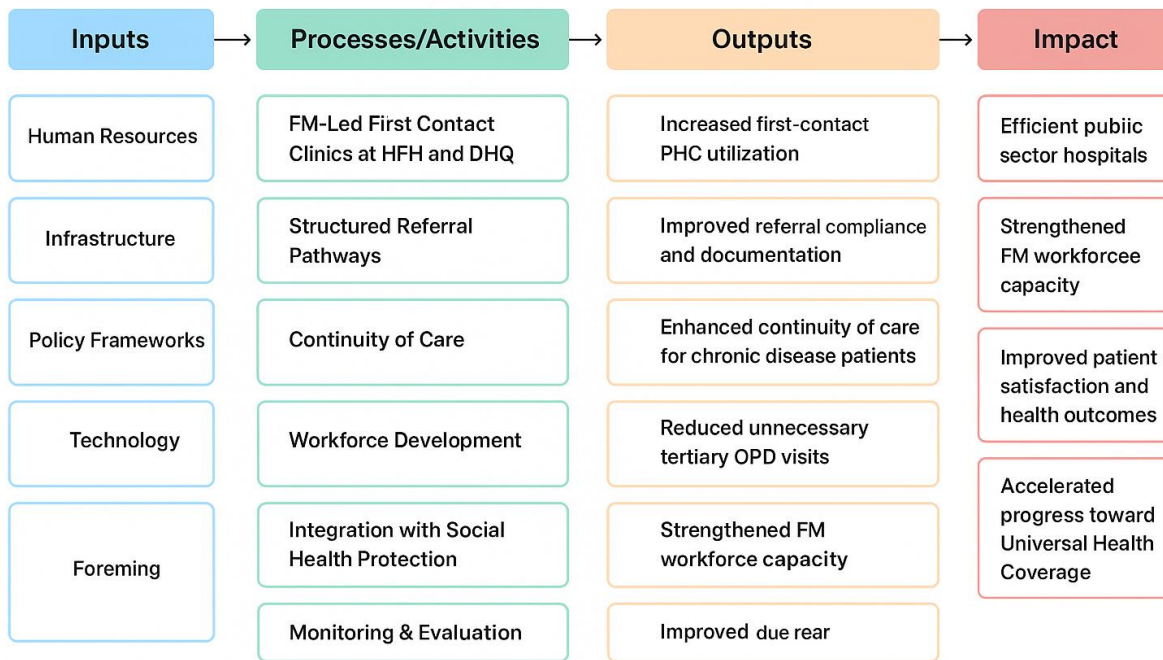 Inputs
Processes/Activities
Outputs
Impact
Human Resources
Infrastructure
Policy Frameworks
Technology
Foreming
FM-Led First Contact
Clinics at HFH and DHQ
Structured Referral
Pathways
Continuity of Care
Workforce Development
Integration with Social
Health Protection
Monitoring & Evaluation
Increased first-contact
PHC utilization
Improved referral compliance
and documentation
Enhanced continuity of care
for chronic disease patients
Reduced unnecessary
tertiary OPD visits
Strengthened FM
workforce capacity
Improved due rear
Efficient pubiic
sector hospitals
Strengthened
FM workforcee
capacity
Improved patient
satisfaction and
health outcomes
Accelerated
progress toward
Universal Health
Coverage